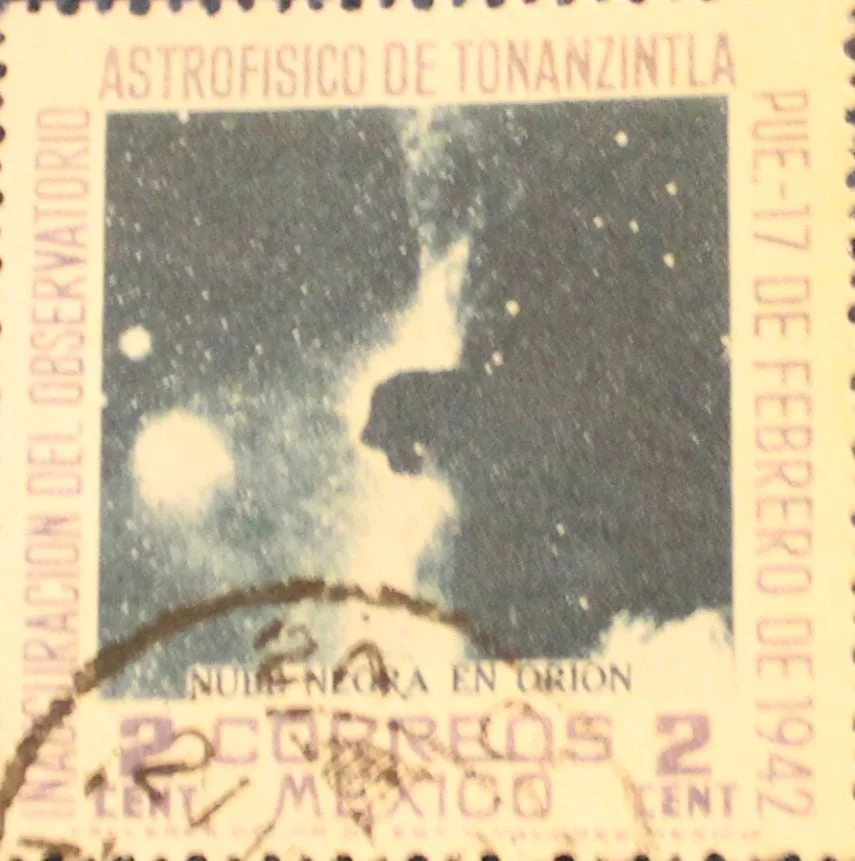 INAUGURACION DEL OBSERVATORIO
ASTROFISICO DE TONANZINTLA
PUE.-17 DE FEBRERO DE 1942
NUBE NEGRA EN ORION
2 CORREOS 2
CENT MEXICO CENT